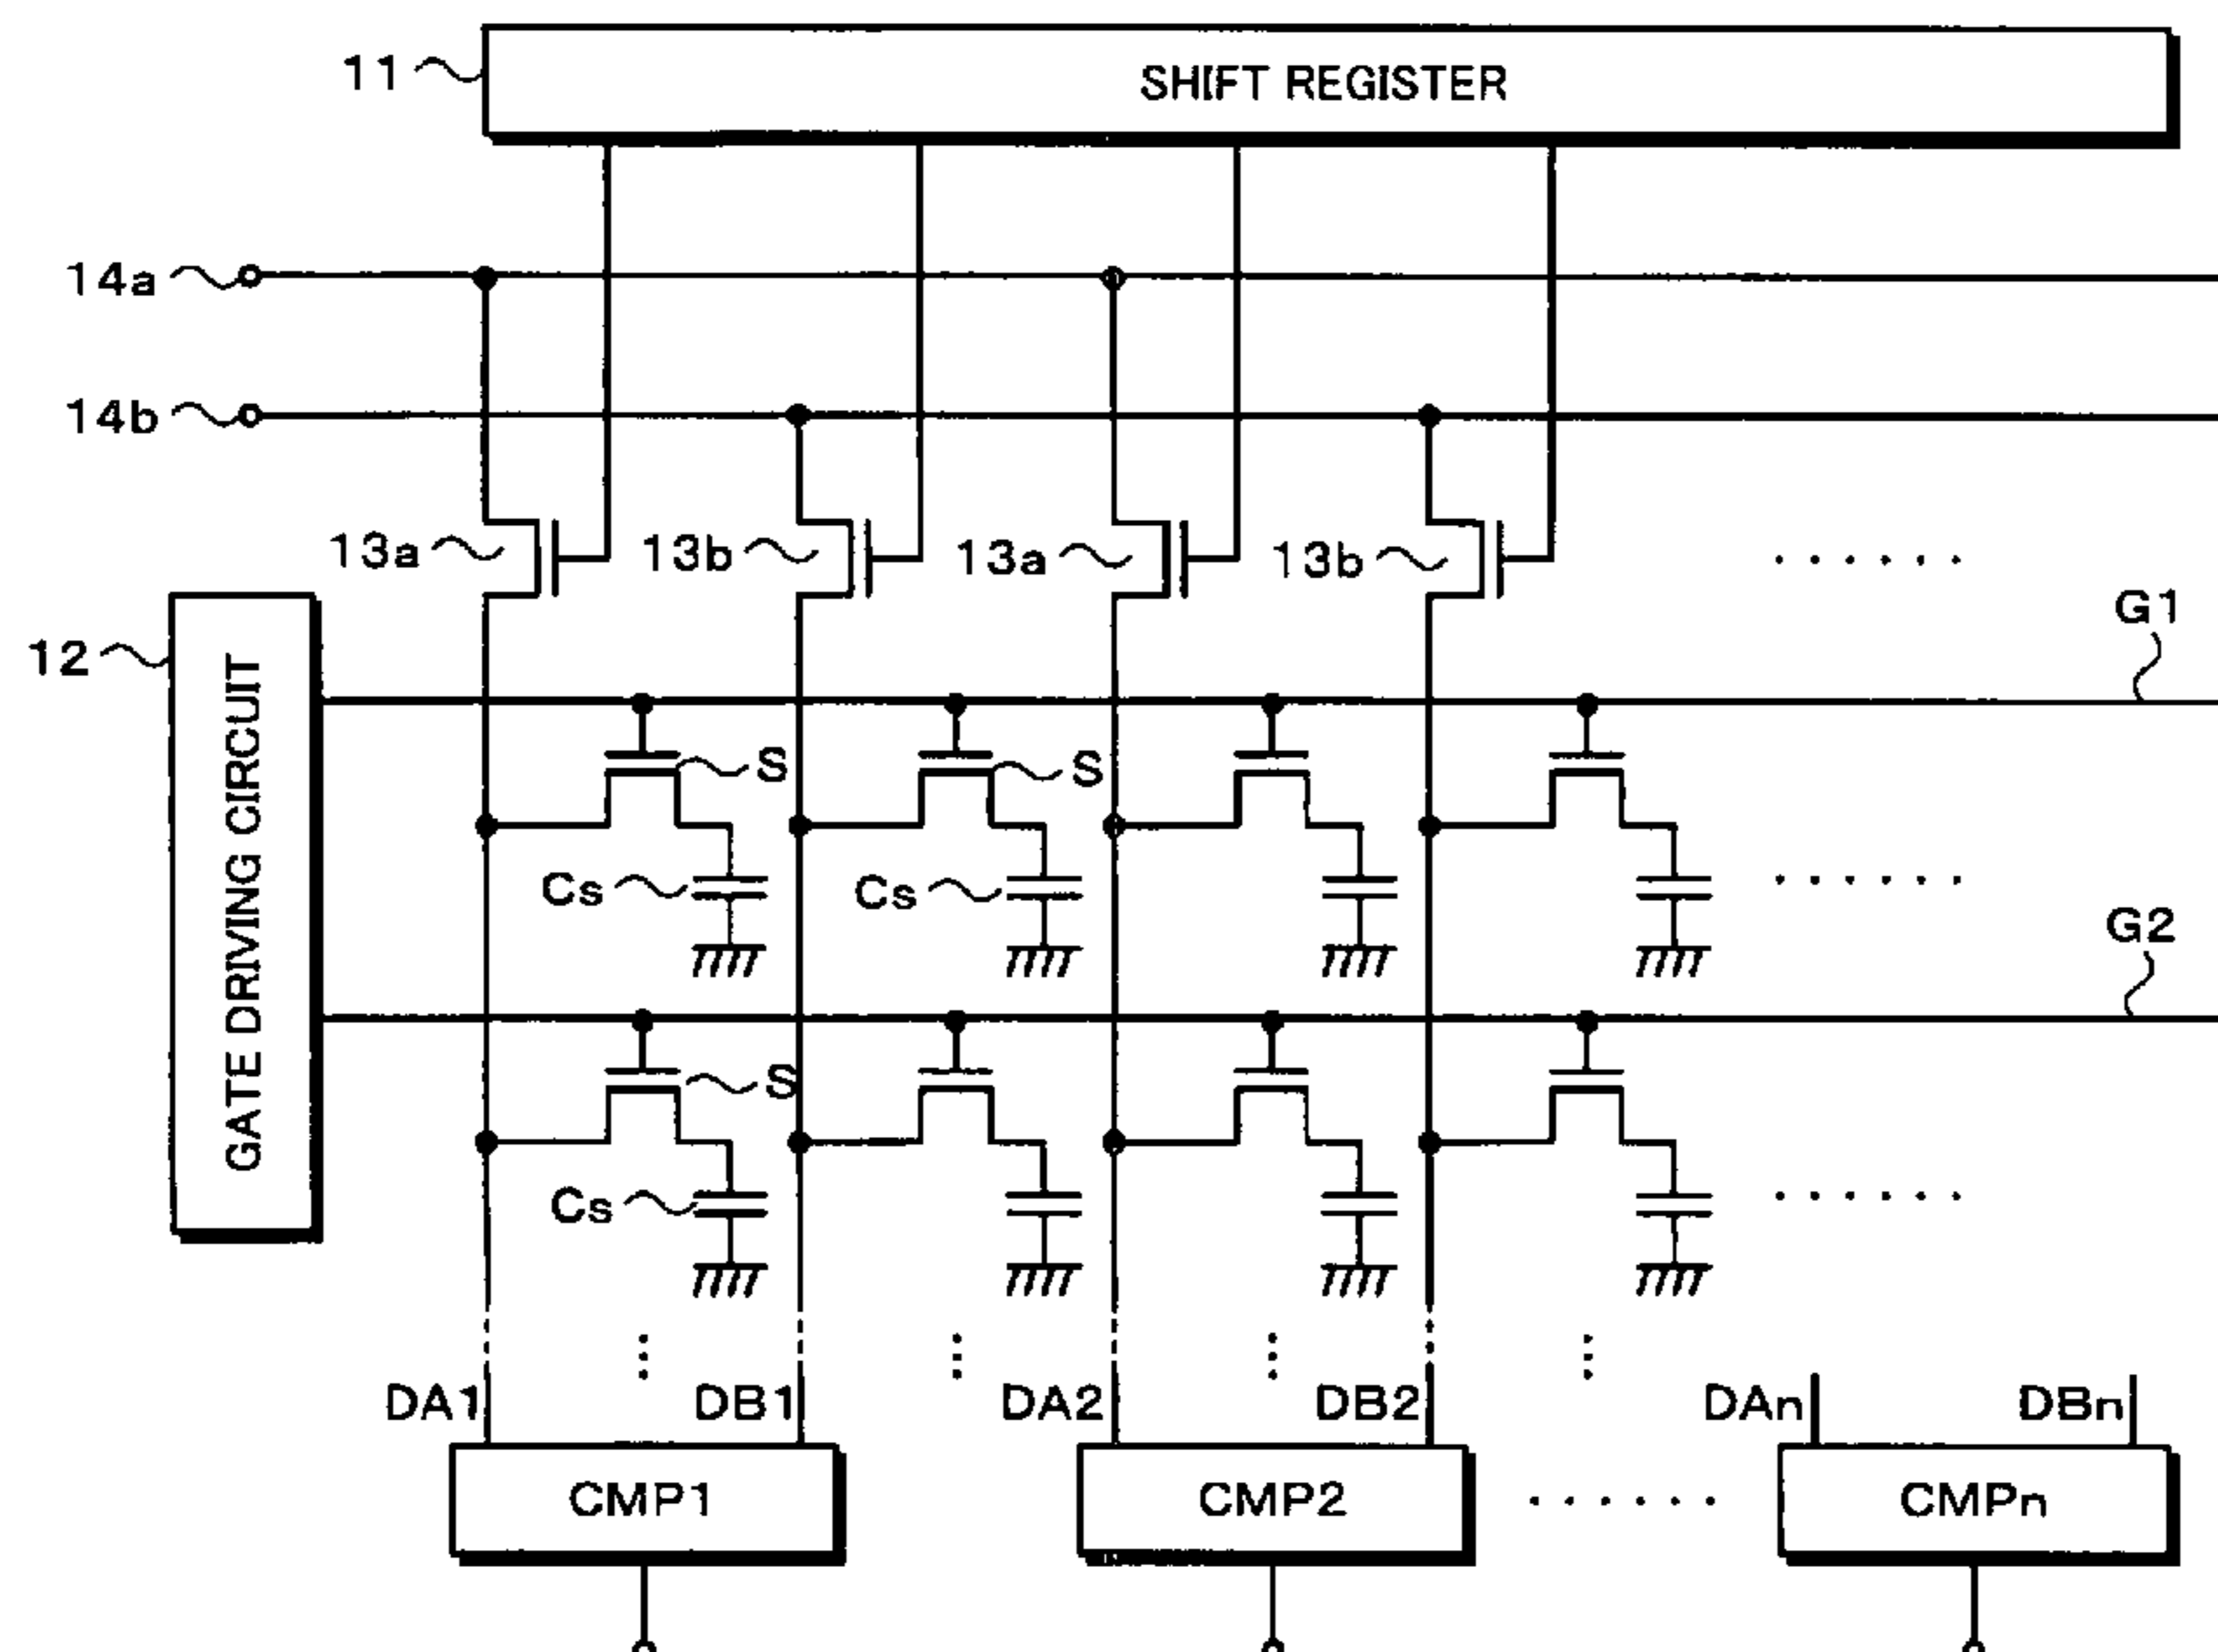 11
SHIFT REGISTER
14a
14b
13a
13b
13a
13b
G1
12
GATE DRIVING CIRCUIT
S
S
Cs
Cs
G2
S
Cs
DA1
DB1
DA2
DB2
DAn
DBn
CMP1
CMP2
CMPn